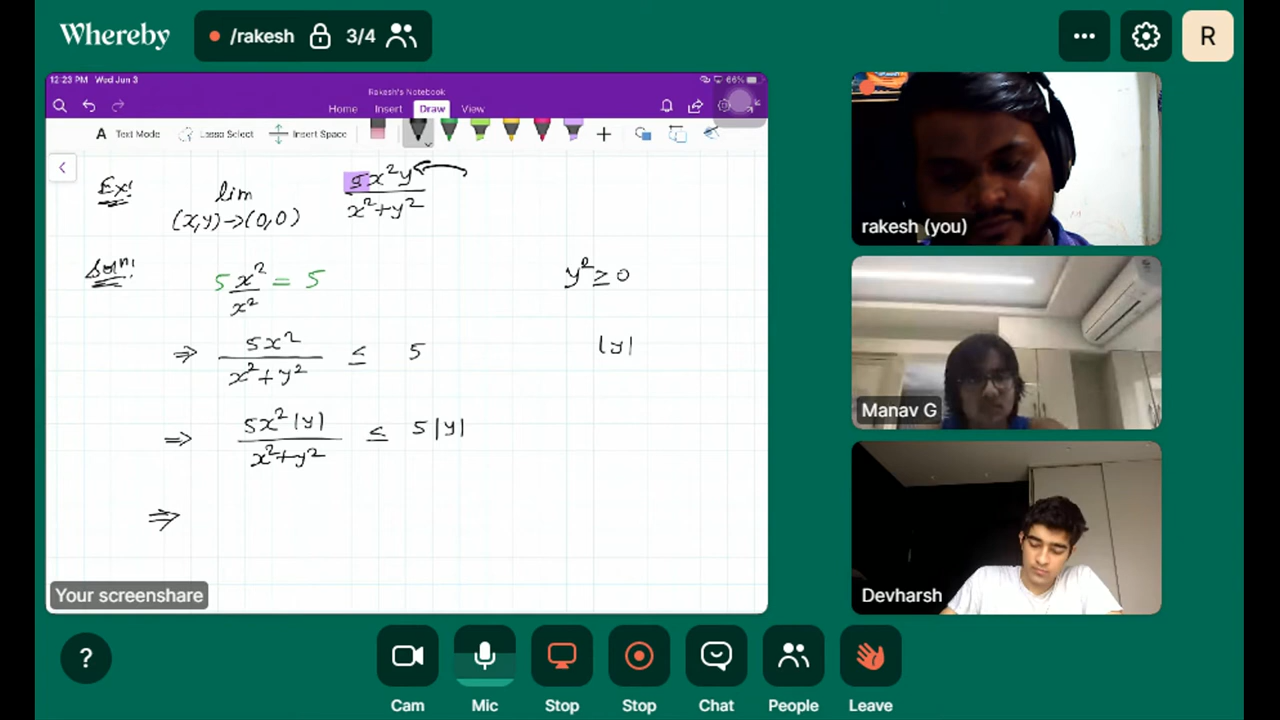 Whereby
/rakesh 3/4
R
12:23 PM Wed Jun 3
66%
Rakesh's Notebook
Home Insert Draw View
A Text Mode Lasso Select Insert Space
Ex:
lim
(x,y)→(0,0)
5x²y
x²+y²
Soln:
5x² = 5
x²
y² ≥ 0
⇒ 5x² ≤ 5
x²+y²
|y|
⇒ 5x²|y| ≤ 5|y|
x²+y²
⇒
Your screenshare
rakesh (you)
Manav G
Devharsh
?
Cam Mic Stop Stop Chat People Leave